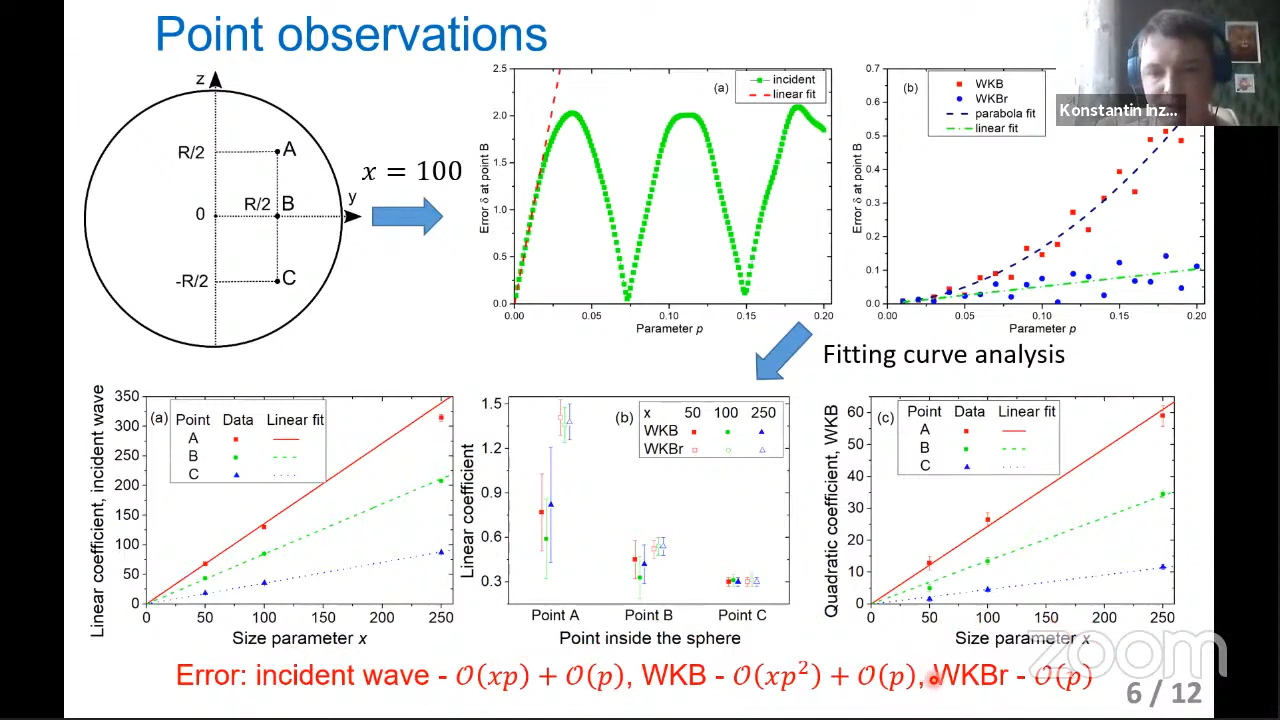 Point observations
z
R/2
A
R/2
B
y
0
-R/2
C
x = 100
2.5
2.0
1.5
1.0
0.5
0.0
Error δ at point B
(a)
incident
linear fit
0.00 0.05 0.10 0.15 0.20
Parameter p
0.7
0.6
0.5
0.4
0.3
0.2
0.1
0.0
Error δ at point B
(b)
WKB
WKBr
parabola fit
linear fit
0.00 0.05 0.10 0.15 0.20
Parameter p
Konstantin Inz...
Fitting curve analysis
350
300
250
200
150
100
50
0
Linear coefficient, incident wave
(a)
Point Data Linear fit
A
B
C
0 50 100 150 200 250
Size parameter x
1.5
1.2
0.9
0.6
0.3
Linear coefficient
(b)
x 50 100 250
WKB
WKBr
Point A Point B Point C
Point inside the sphere
60
50
40
30
20
10
0
Quadratic coefficient, WKB
(c)
Point Data Linear fit
A
B
C
0 50 100 150 200 250
Size parameter x
zoom
Error: incident wave - 𝒪(xp) + 𝒪(p), WKB - 𝒪(xp²) + 𝒪(p), WKBr - 𝒪(p)
6 / 12